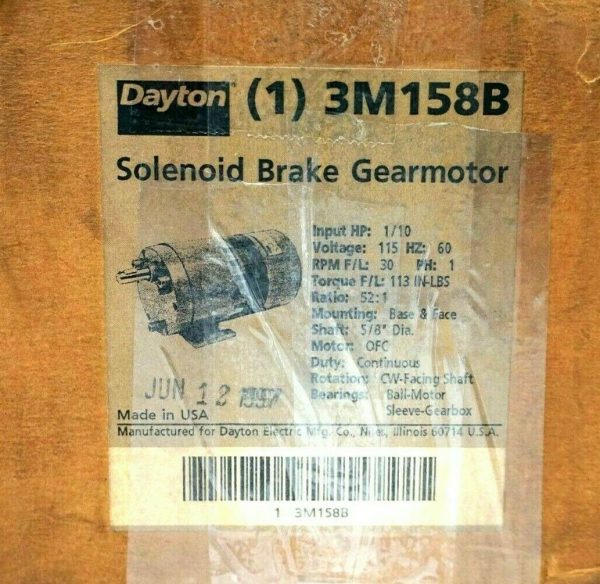 Dayton® (1) 3M158B
Solenoid Brake Gearmotor
Input HP: 1/10
Voltage: 115 HZ: 60
RPM F/L: 30 PH: 1
Torque F/L: 113 IN-LBS
Ratio: 52:1
Mounting: Base & Face
Shaft: 5/8" Dia.
Motor: OFC
Duty: Continuous
Rotation: CW-Facing Shaft
Bearings: Ball-Motor
Sleeve-Gearbox
JUN 12 1997
Made in USA
Manufactured for Dayton Electric Mfg. Co., Niles, Illinois 60714 U.S.A.
1 3M158B